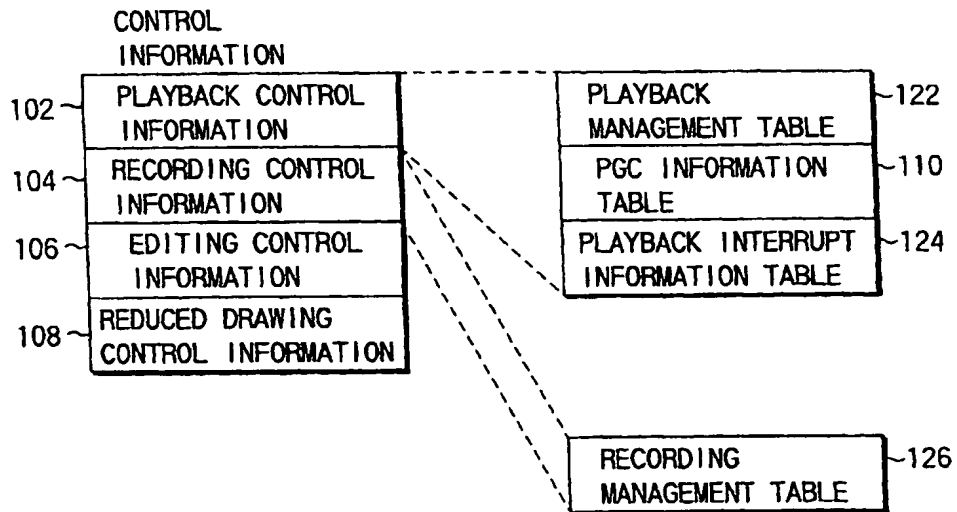 CONTROL
INFORMATION
102
PLAYBACK CONTROL
INFORMATION
104
RECORDING CONTROL
INFORMATION
106
EDITING CONTROL
INFORMATION
108
REDUCED DRAWING
CONTROL INFORMATION
PLAYBACK
MANAGEMENT TABLE
122
PGC INFORMATION
TABLE
110
PLAYBACK INTERRUPT
INFORMATION TABLE
124
RECORDING
MANAGEMENT TABLE
126